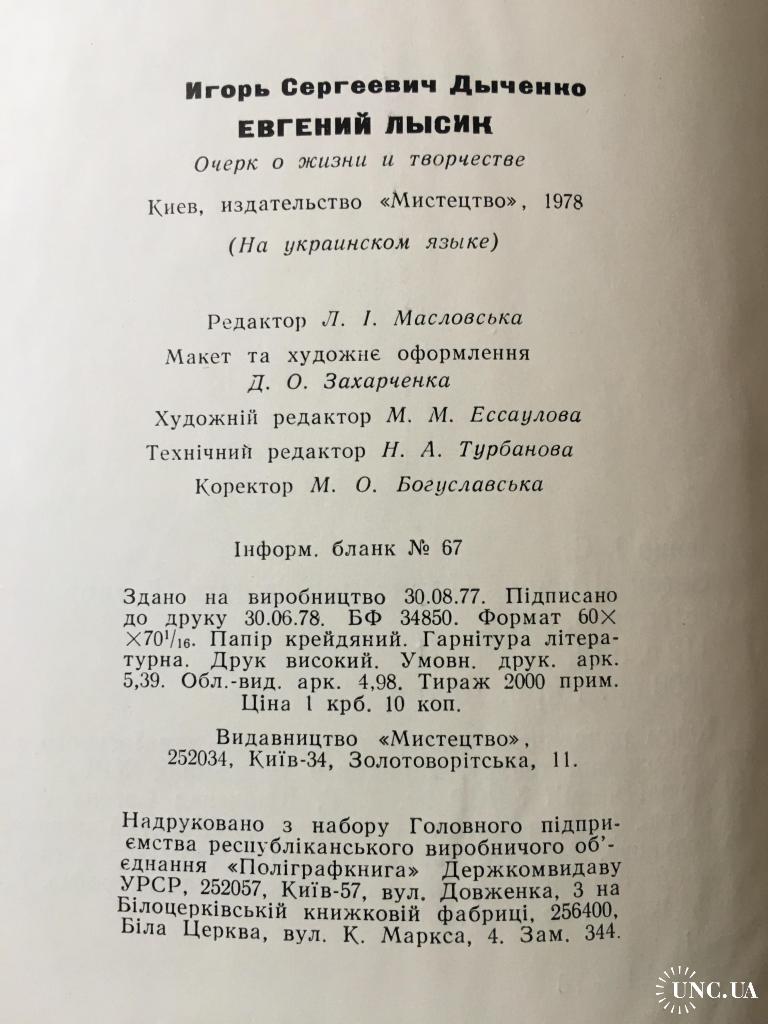 Игорь Сергеевич Дыченко
ЕВГЕНИЙ ЛЫСИК
Очерк о жизни и творчестве
Киев, издательство «Мистецтво», 1978
(На украинском языке)
Редактор Л. І. Масловська
Макет та художнє оформлення
Д. О. Захарченка
Художній редактор М. М. Ессаулова
Технічний редактор Н. А. Турбанова
Коректор М. О. Богуславська
Інформ. бланк № 67
Здано на виробництво 30.08.77. Підписано
до друку 30.06.78. БФ 34850. Формат 60×
×70¹/₁₆. Папір крейдяний. Гарнітура літера-
турна. Друк високий. Умовн. друк. арк.
5,39. Обл.-вид. арк. 4,98. Тираж 2000 прим.
Ціна 1 крб. 10 коп.
Видавництво «Мистецтво»,
252034, Київ-34, Золотоворітська, 11.
Надруковано з набору Головного підпри-
ємства республіканського виробничого об'-
єднання «Поліграфкнига» Держкомвидаву
УРСР, 252057, Київ-57, вул. Довженка, 3 на
Білоцерківській книжковій фабриці, 256400,
Біла Церква, вул. К. Маркса, 4. Зам. 344.
UNC.UA